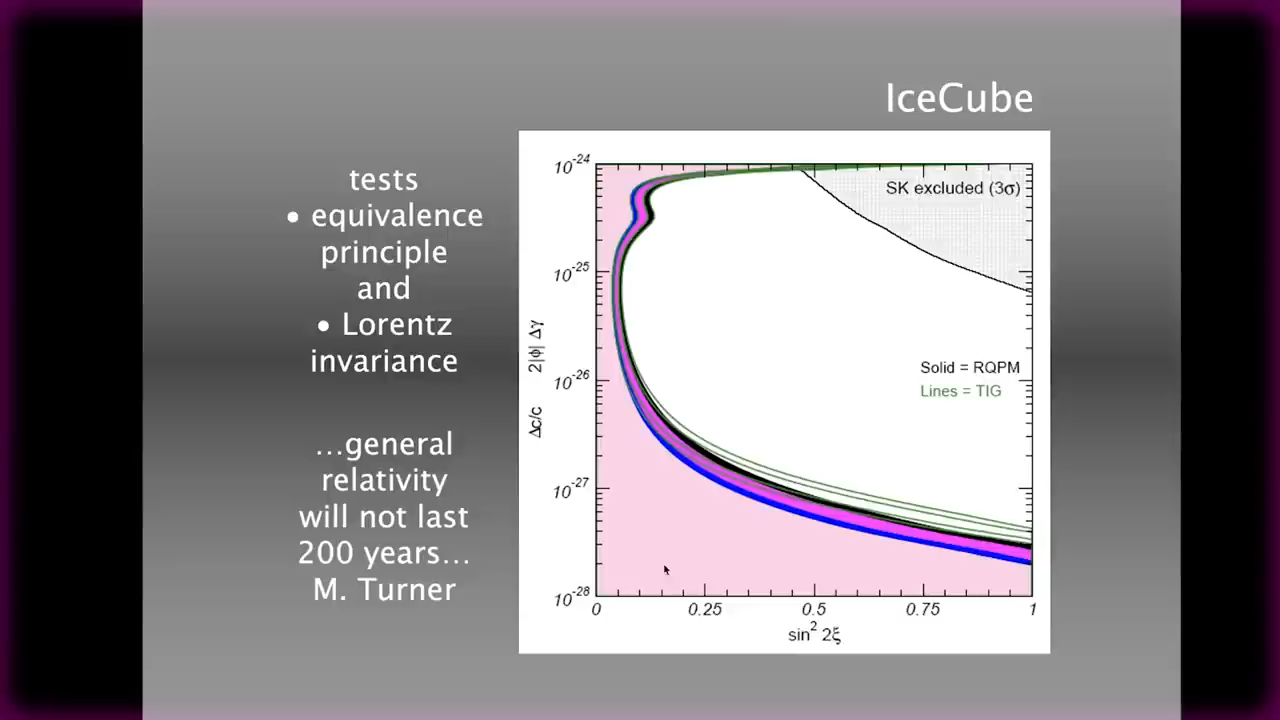 IceCube
tests
• equivalence
principle
and
• Lorentz
invariance
…general
relativity
will not last
200 years…
M. Turner
10-24
10-25
10-26
10-27
10-28
Δc/c 2|ϕ| Δγ
SK excluded (3σ)
Solid = RQPM
Lines = TIG
0 0.25 0.5 0.75 1
sin2 2ξ